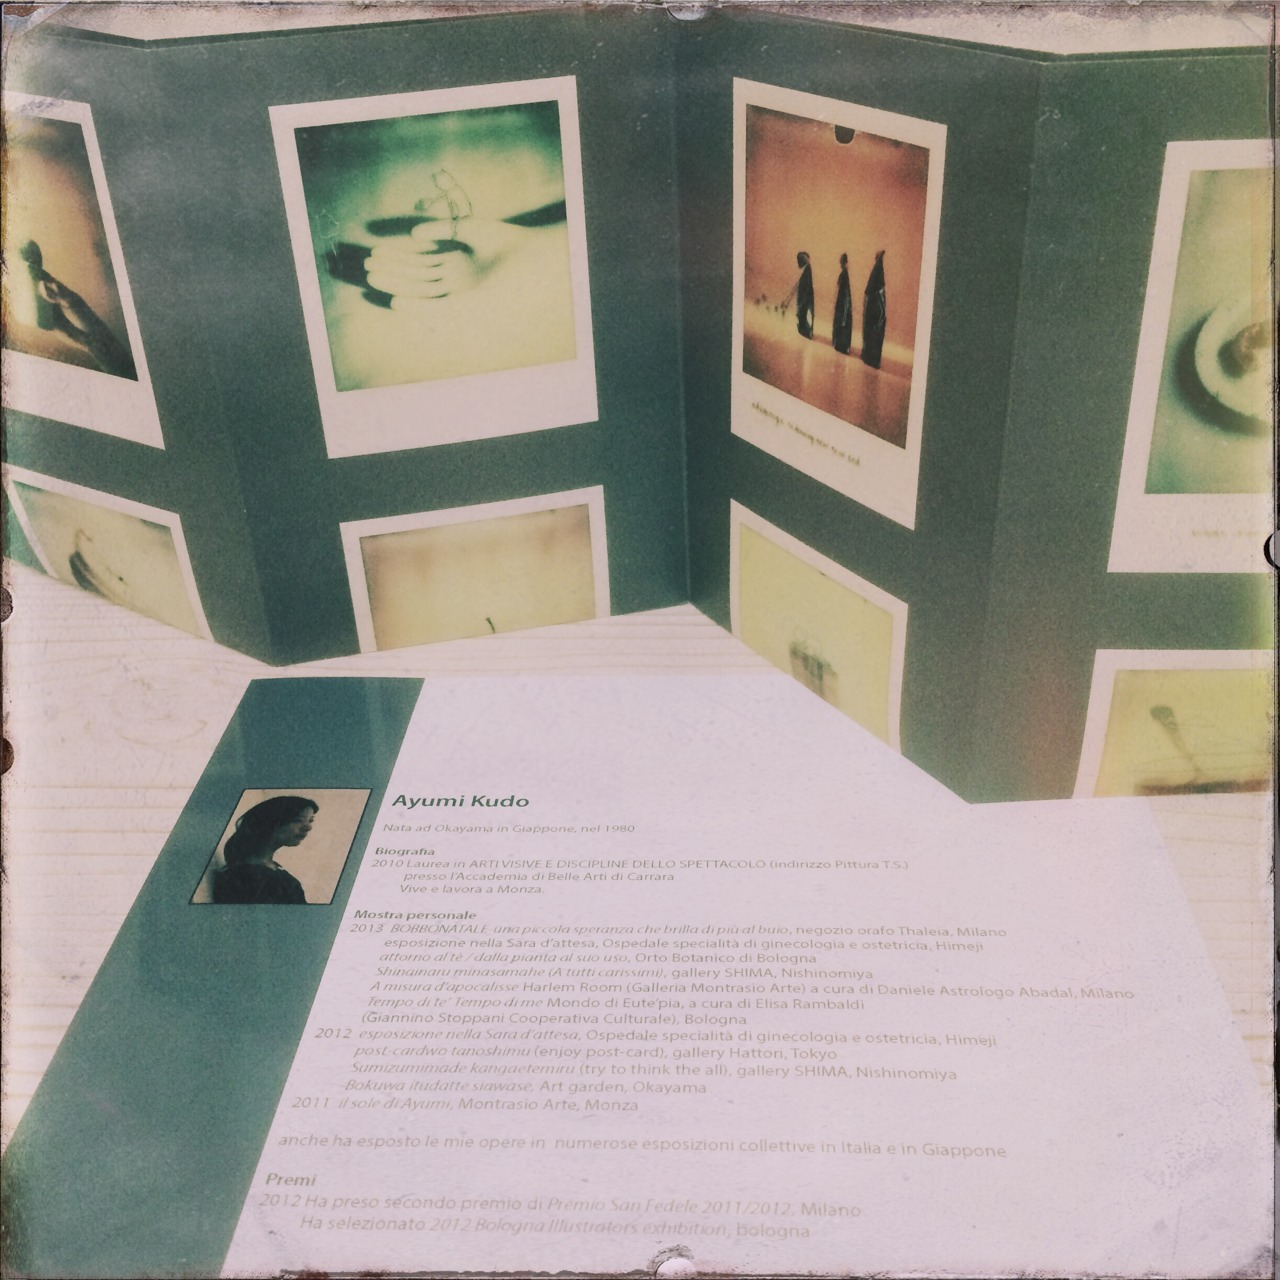 Ayumi Kudo
Nata ad Okayama in Giappone, nel 1980
Biografia
2010 Laurea in ARTI VISIVE E DISCIPLINE DELLO SPETTACOLO (indirizzo Pittura T.S.)
presso l'Accademia di Belle Arti di Carrara
Vive e lavora a Monza.
Mostra personale
2013 BOBBONATALE una piccola speranza che brilla di più al buio, negozio orafo Thaleia, Milano
esposizione nella Sara d'attesa, Ospedale specialità di ginecologia e ostetricia, Himeji
attorno al tè / dalla pianta al suo uso, Orto Botanico di Bologna
Shinainaru minasamahe (A tutti carissimi), gallery SHIMA, Nishinomiya
A misura d'apocalisse Harlem Room (Galleria Montrasio Arte) a cura di Daniele Astrologo Abadal, Milano
Tempo di te' Tempo di me Mondo di Eute'pia, a cura di Elisa Rambaldi
(Giannino Stoppani Cooperativa Culturale), Bologna
2012 esposizione nella Sara d'attesa, Ospedale specialità di ginecologia e ostetricia, Himeji
post-cardwo tanoshimu (enjoy post-card), gallery Hattori, Tokyo
Sumizumimade kangaetemiru (try to think the all), gallery SHIMA, Nishinomiya
Bokuwa itudatte siawase, Art garden, Okayama
2011 il sole di Ayumi, Montrasio Arte, Monza
anche ha esposto le mie opere in numerose esposizioni collettive in Italia e in Giappone
Premi
2012 Ha preso secondo premio di Premio San Fedele 2011/2012. Milano
Ha selezionato 2012 Bologna Illustrators exhibition, bologna